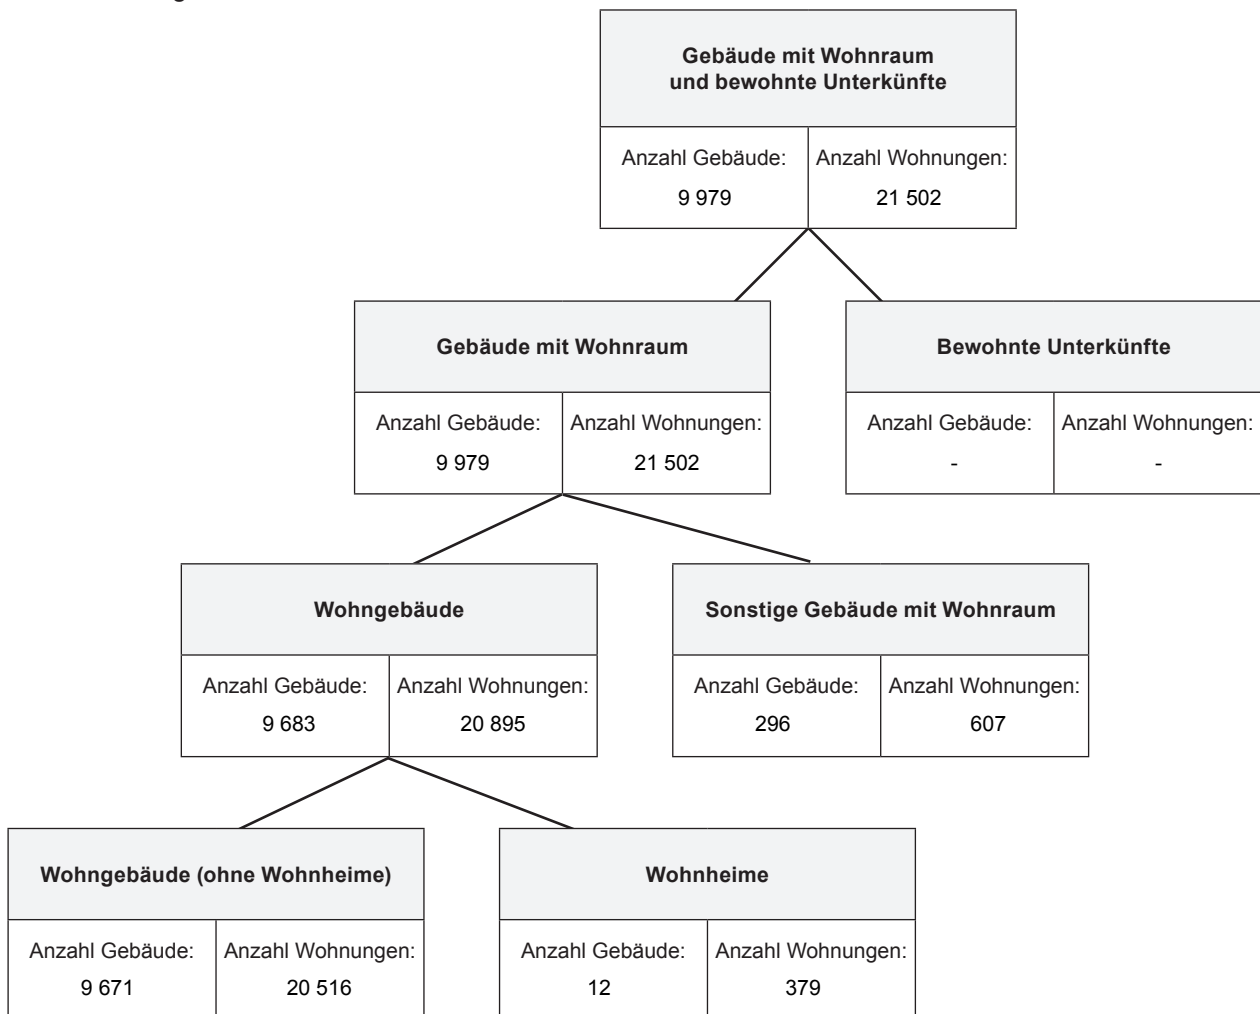 Gebäude mit Wohnraum
und bewohnte Unterkünfte
Anzahl Gebäude: Anzahl Wohnungen:
9 979 21 502
Gebäude mit Wohnraum
Anzahl Gebäude: Anzahl Wohnungen:
9 979 21 502
Bewohnte Unterkünfte
Anzahl Gebäude: Anzahl Wohnungen:
- -
Wohngebäude
Anzahl Gebäude: Anzahl Wohnungen:
9 683 20 895
Sonstige Gebäude mit Wohnraum
Anzahl Gebäude: Anzahl Wohnungen:
296 607
Wohngebäude (ohne Wohnheime)
Anzahl Gebäude: Anzahl Wohnungen:
9 671 20 516
Wohnheime
Anzahl Gebäude: Anzahl Wohnungen:
12 379